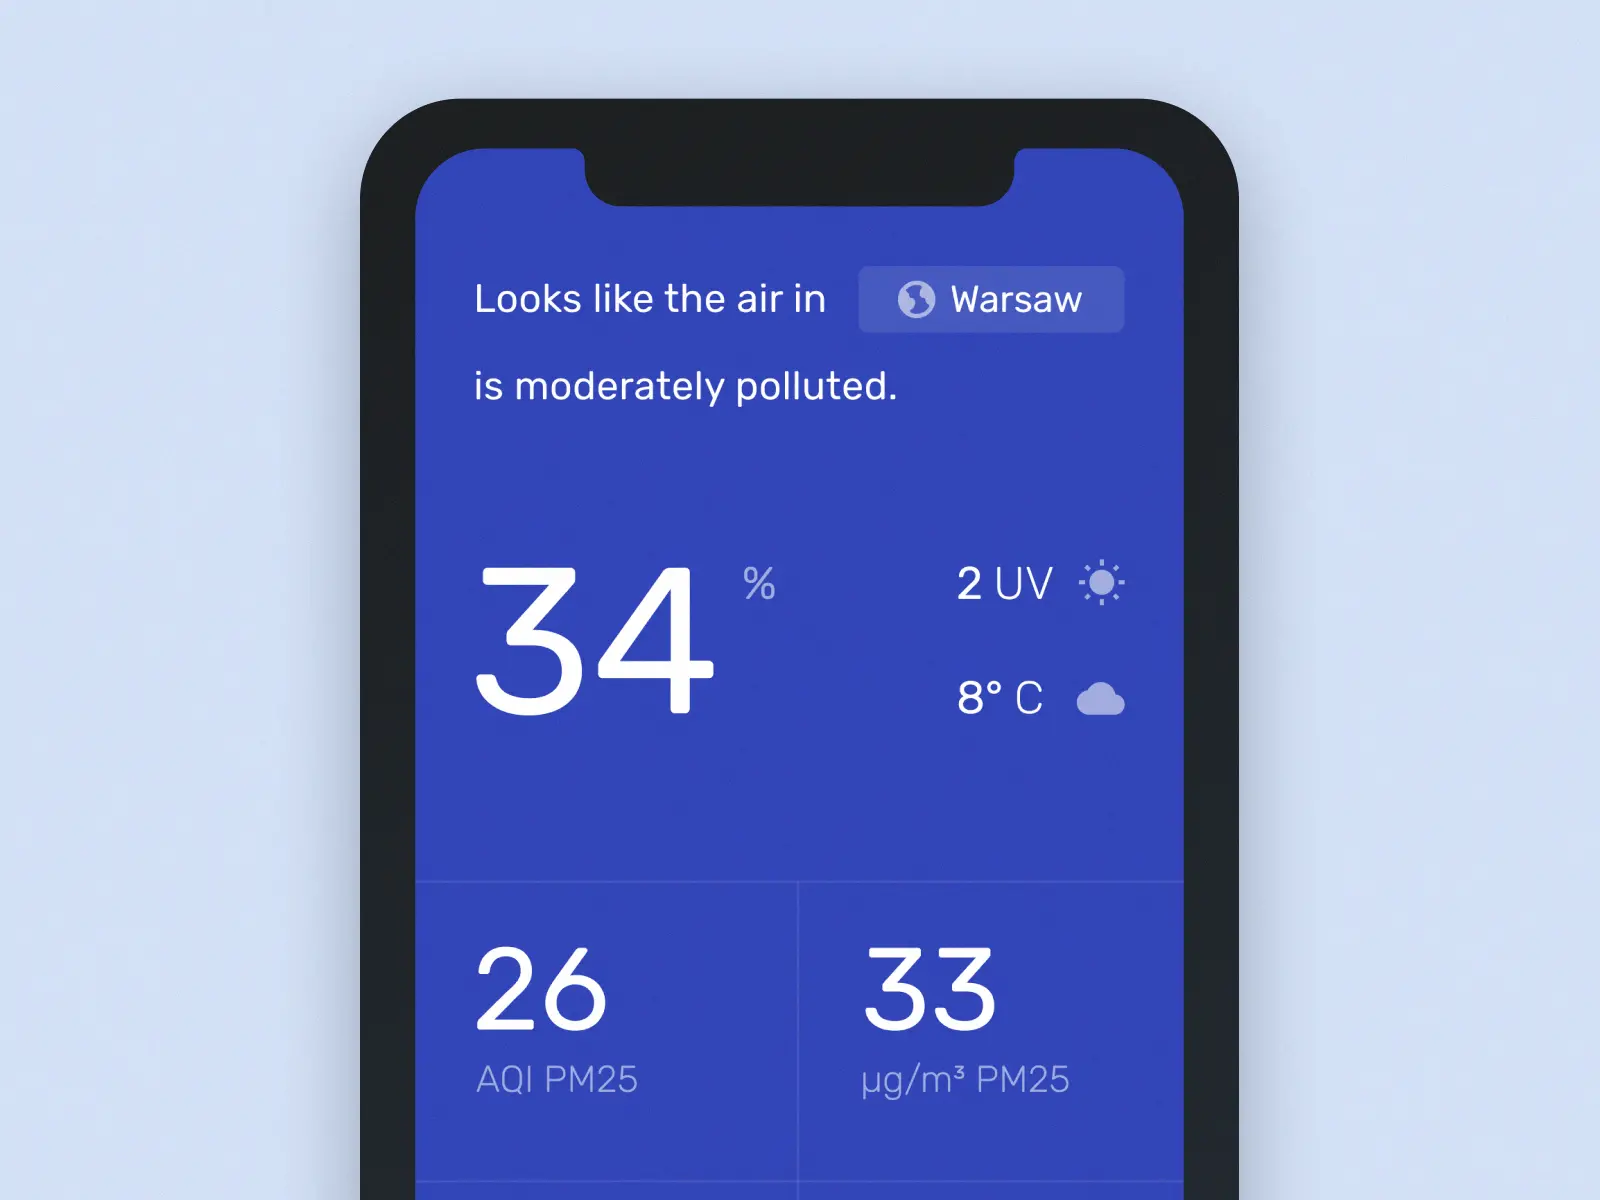 Looks like the air in Warsaw
is moderately polluted.
34 %
2 UV
8° C
26
AQI PM25
33
µg/m³ PM25